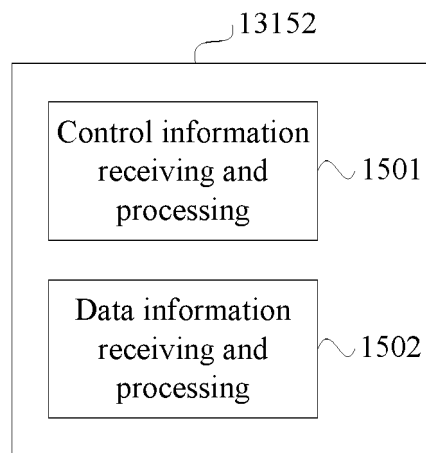 13152
Control information
receiving and
processing
1501
Data information
receiving and
processing
1502